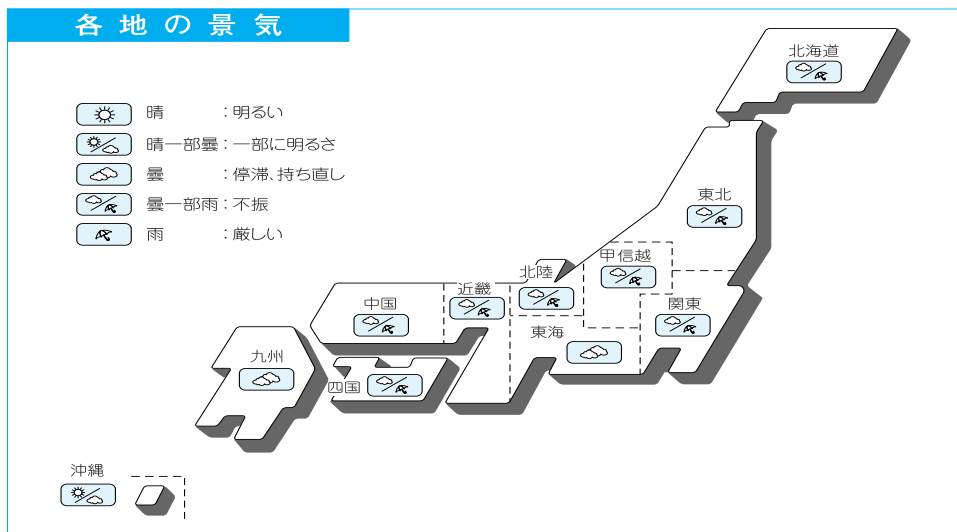 各地の景気
北海道
晴：明るい
晴一部曇：一部に明るさ
曇：停滞、持ち直し
曇一部雨：不振
雨：厳しい
東北
甲信越
北陸
近畿
中国
関東
東海
九州
四国
沖縄